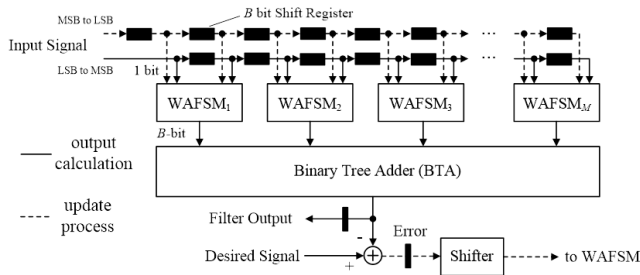 MSB to LSB
B bit Shift Register
Input Signal
...
LSB to MSB
1 bit
...
WAFSM1 WAFSM2 WAFSM3 WAFSMM
B-bit
output calculation
Binary Tree Adder (BTA)
update process
Filter Output
-
Error
Desired Signal
+
Shifter
to WAFSM